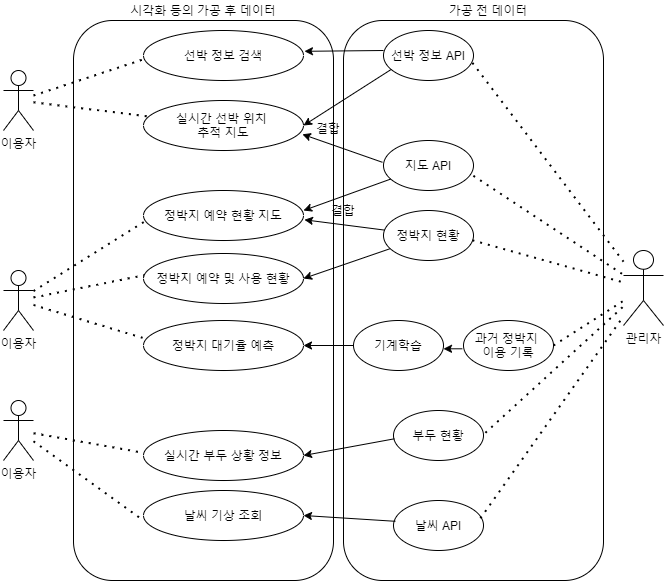 시각화 등의 가공 후 데이터
가공 전 데이터
선박 정보 검색
선박 정보 API
이용자
실시간 선박 위치
추적 지도
결합
지도 API
정박지 예약 현황 지도
결합
정박지 현황
정박지 예약 및 사용 현황
이용자
정박지 대기율 예측
기계학습
과거 정박지
이용 기록
관리자
이용자
실시간 부두 상황 정보
부두 현황
날씨 기상 조회
날씨 API